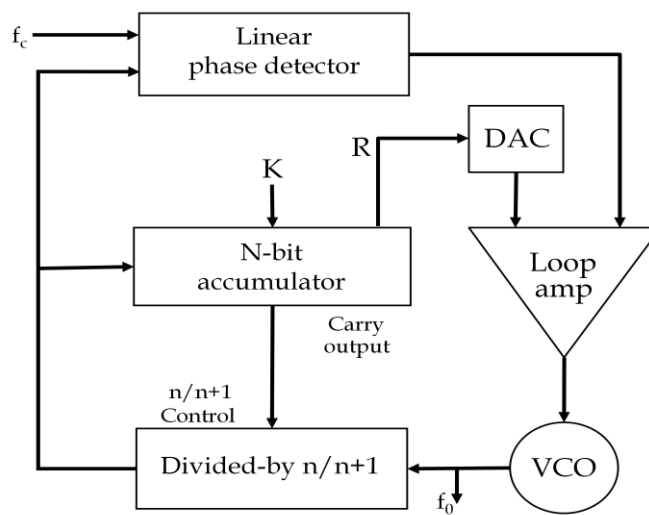 f_c
Linear
phase detector
R
DAC
K
N-bit
accumulator
Loop
amp
Carry
output
n/n+1
Control
Divided-by n/n+1
VCO
f_0